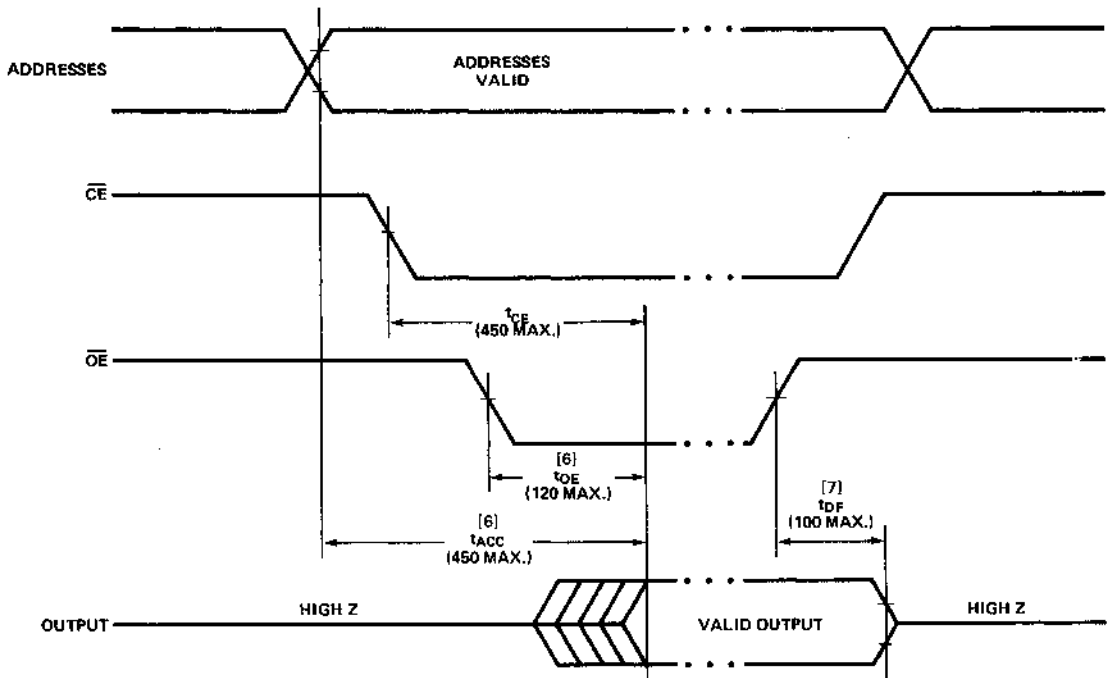 ADDRESSES
ADDRESSES
VALID
CE
tCE
(450 MAX.)
OE
[6]
tOE
(120 MAX.)
[7]
tDF
(100 MAX.)
[6]
tACC
(450 MAX.)
OUTPUT
HIGH Z
VALID OUTPUT
HIGH Z